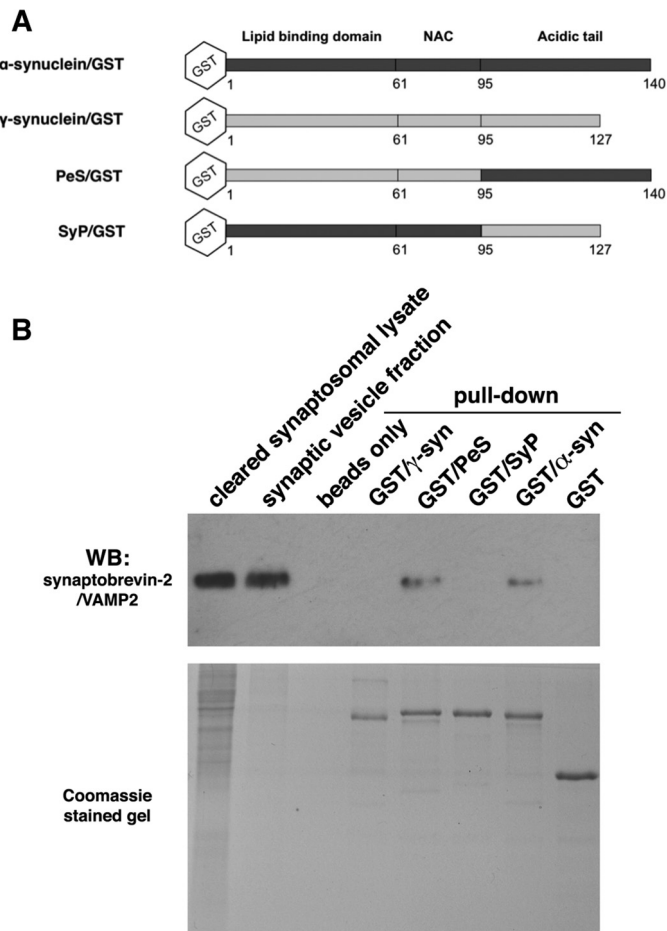 A
Lipid binding domain NAC Acidic tail
α-synuclein/GST GST
1 61 95 140
γ-synuclein/GST GST
1 61 95 127
PeS/GST GST
1 61 95 140
SyP/GST GST
1 61 95 127
B
cleared synaptosomal lysate
synaptic vesicle fraction
beads only
pull-down
GST/γ-syn
GST/PeS
GST/SyP
GST/α-syn
GST
WB:
synaptobrevin-2
/VAMP2
Coomassie
stained gel